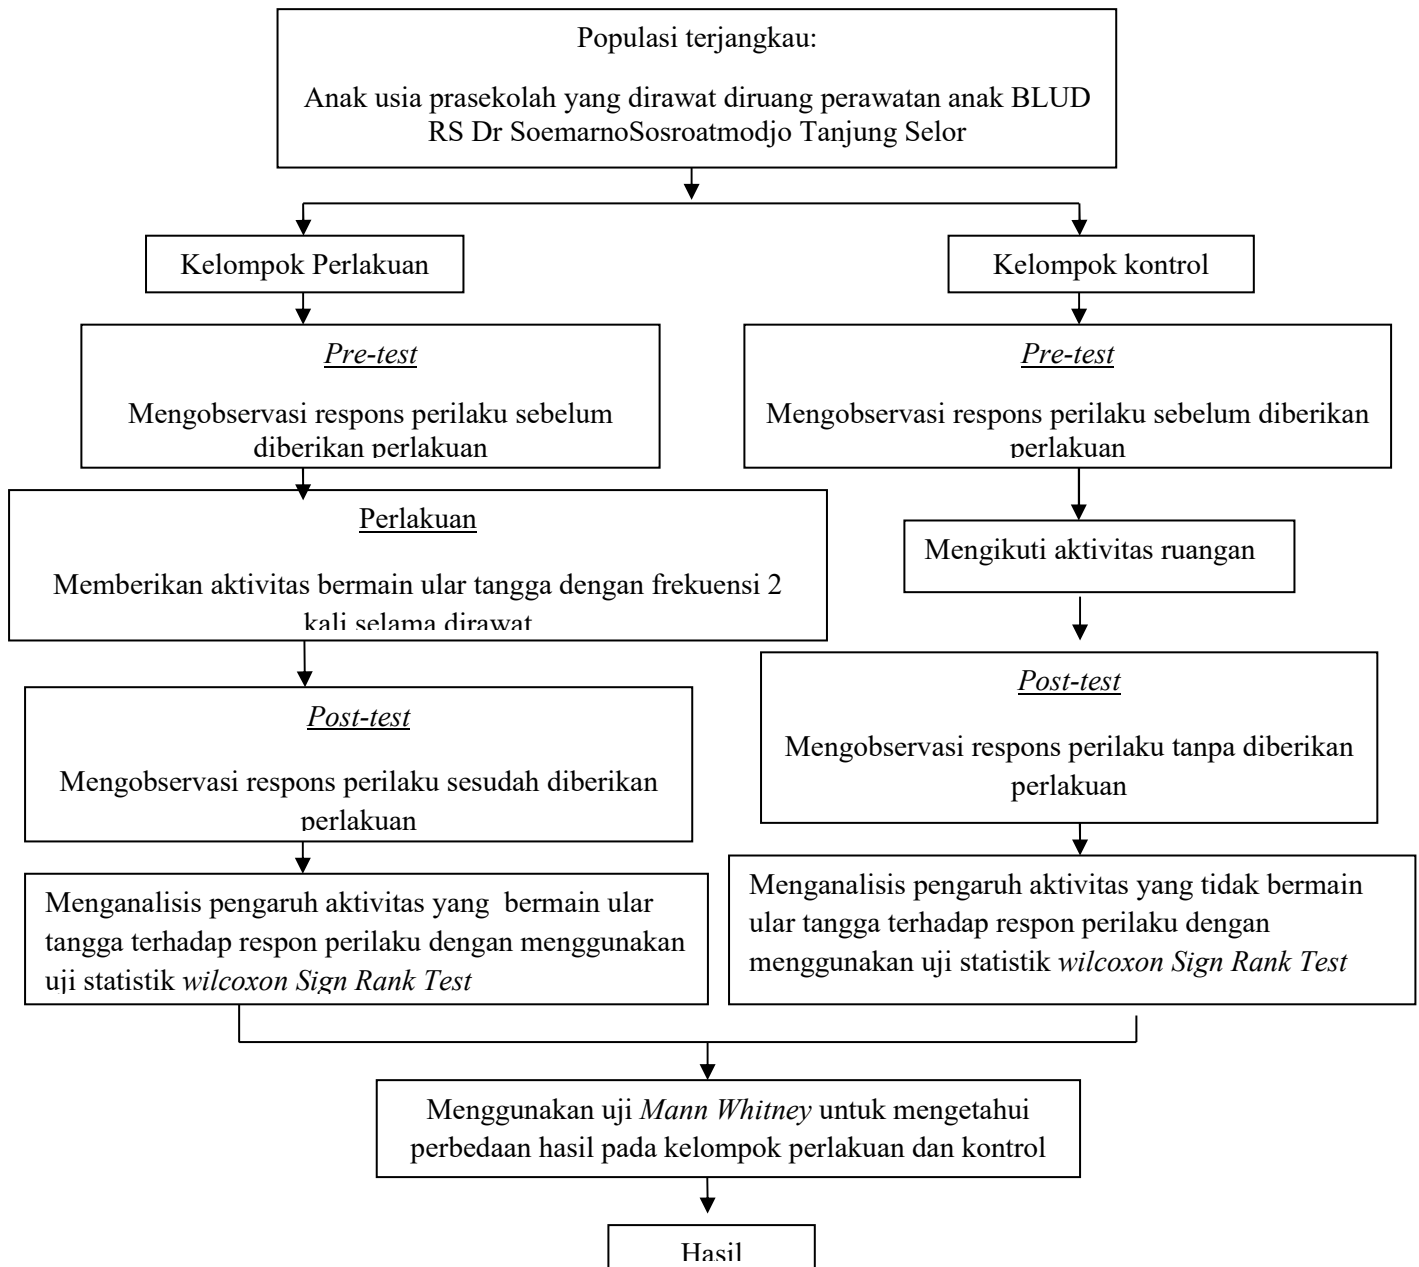 Populasi terjangkau:
Anak usia prasekolah yang dirawat diruang perawatan anak BLUD
RS Dr SoemarnoSosroatmodjo Tanjung Selor
Kelompok Perlakuan
Kelompok kontrol
Pre-test
Mengobservasi respons perilaku sebelum
diberikan perlakuan
Pre-test
Mengobservasi respons perilaku sebelum diberikan
perlakuan
Perlakuan
Memberikan aktivitas bermain ular tangga dengan frekuensi 2
kali selama dirawat
Mengikuti aktivitas ruangan
Post-test
Mengobservasi respons perilaku sesudah diberikan
perlakuan
Post-test
Mengobservasi respons perilaku tanpa diberikan
perlakuan
Menganalisis pengaruh aktivitas yang  bermain ular
tangga terhadap respon perilaku dengan menggunakan
uji statistik wilcoxon Sign Rank Test
Menganalisis pengaruh aktivitas yang tidak bermain
ular tangga terhadap respon perilaku dengan
menggunakan uji statistik wilcoxon Sign Rank Test
Menggunakan uji Mann Whitney untuk mengetahui
perbedaan hasil pada kelompok perlakuan dan kontrol
Hasil